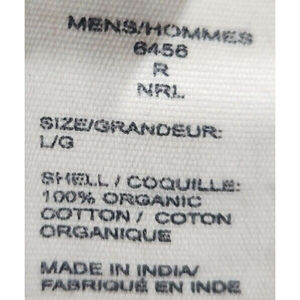 MENS/HOMMES
6456
R
NRL
SIZE/GRANDEUR:
L/G
SHELL / COQUILLE:
100% ORGANIC
COTTON / COTON
ORGANIQUE
MADE IN INDIA/
FABRIQUÉ EN INDE